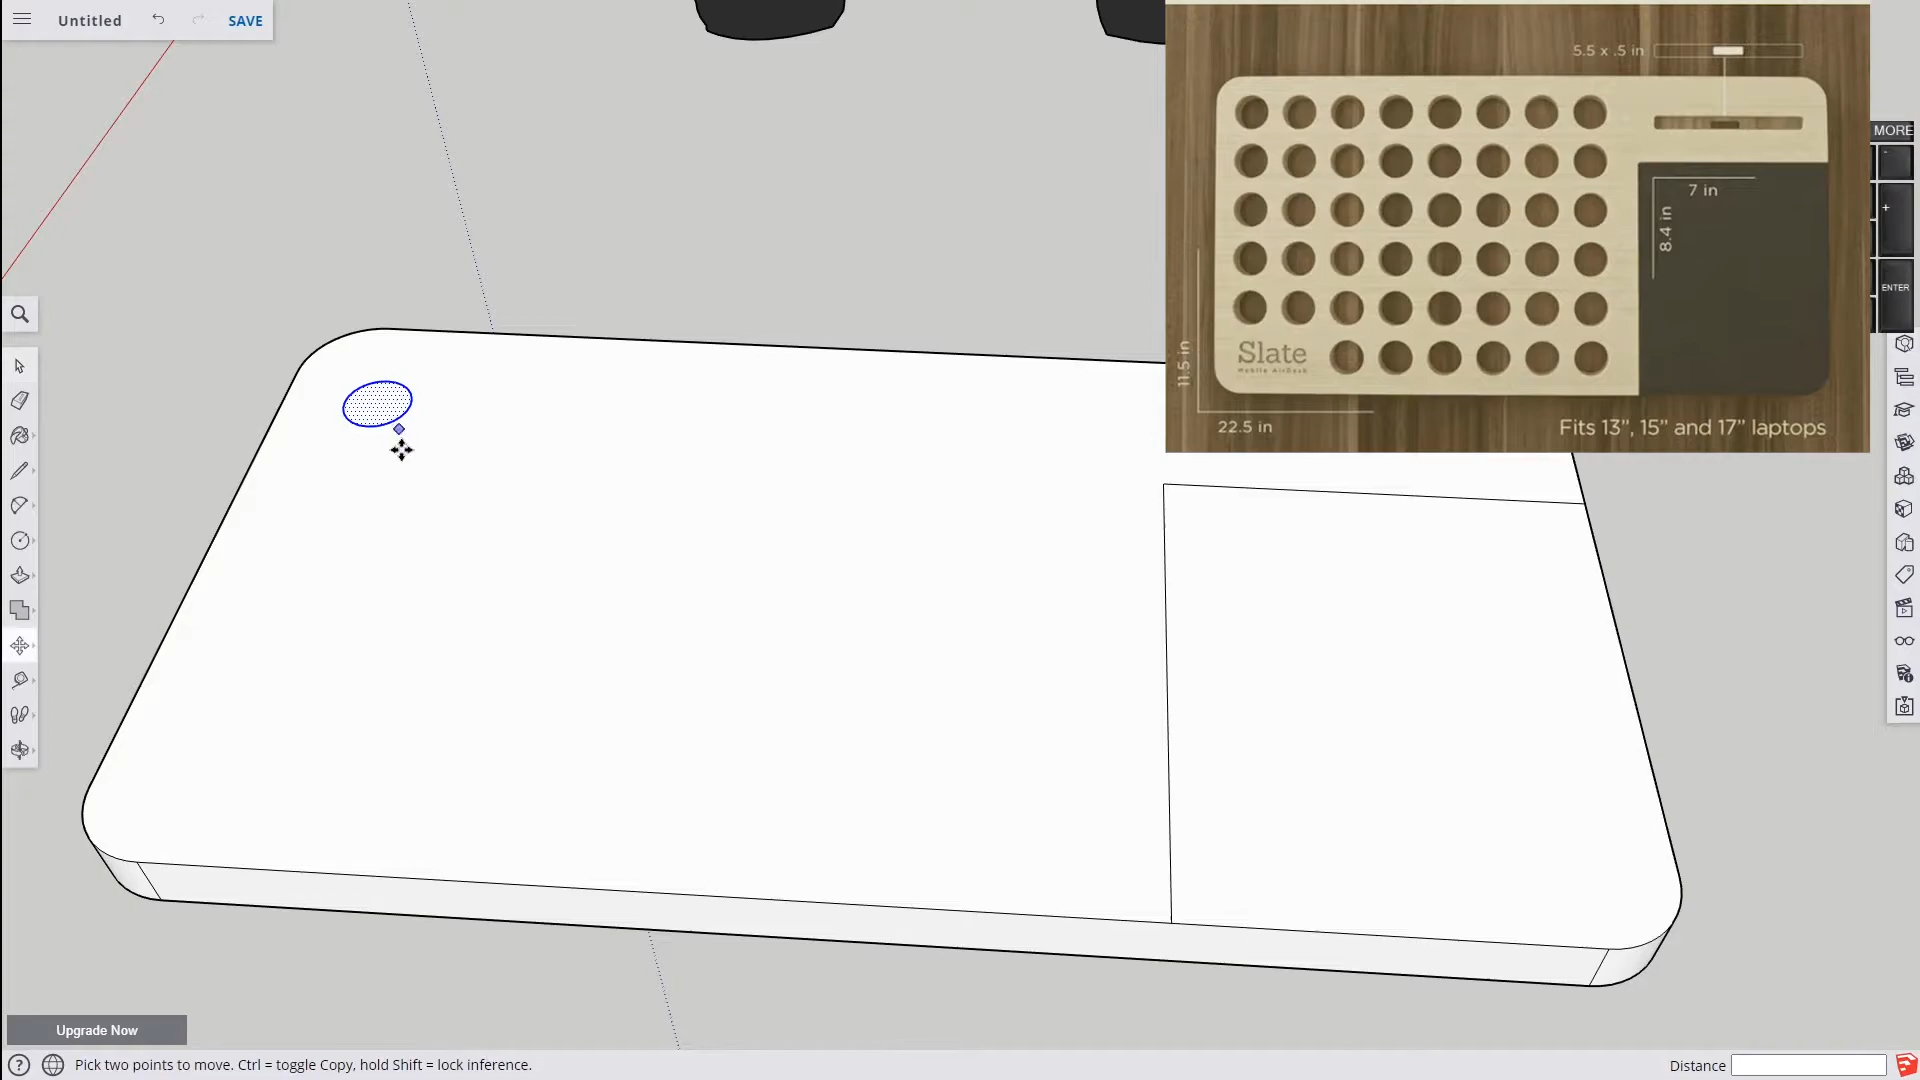 Untitled
SAVE
5.5 x .5 in
MORE
7 in
8.4 in
+
ENTER
Slate
Mobile AirDesk
11.5 in
22.5 in
Fits 13”, 15” and 17” laptops
Upgrade Now
Pick two points to move. Ctrl = toggle Copy, hold Shift = lock inference.
Distance